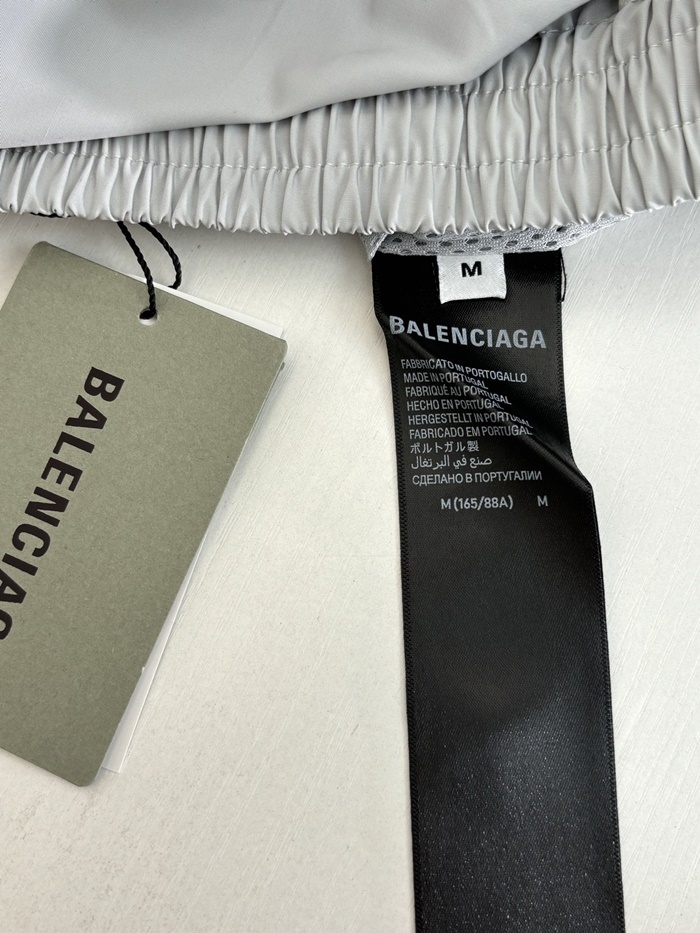 M
BALENCIAGA
FABBRICATO IN PORTOGALLO
MADE IN PORTUGAL
FABRIQUÉ AU PORTUGAL
HECHO EN PORTUGAL
HERGESTELLT IN PORTUGAL
FABRICADO EM PORTUGAL
ポルトガル製
صنع في البرتغال
СДЕЛАНО В ПОРТУГАЛИИ
M (165/88A) M
BALENCIAG